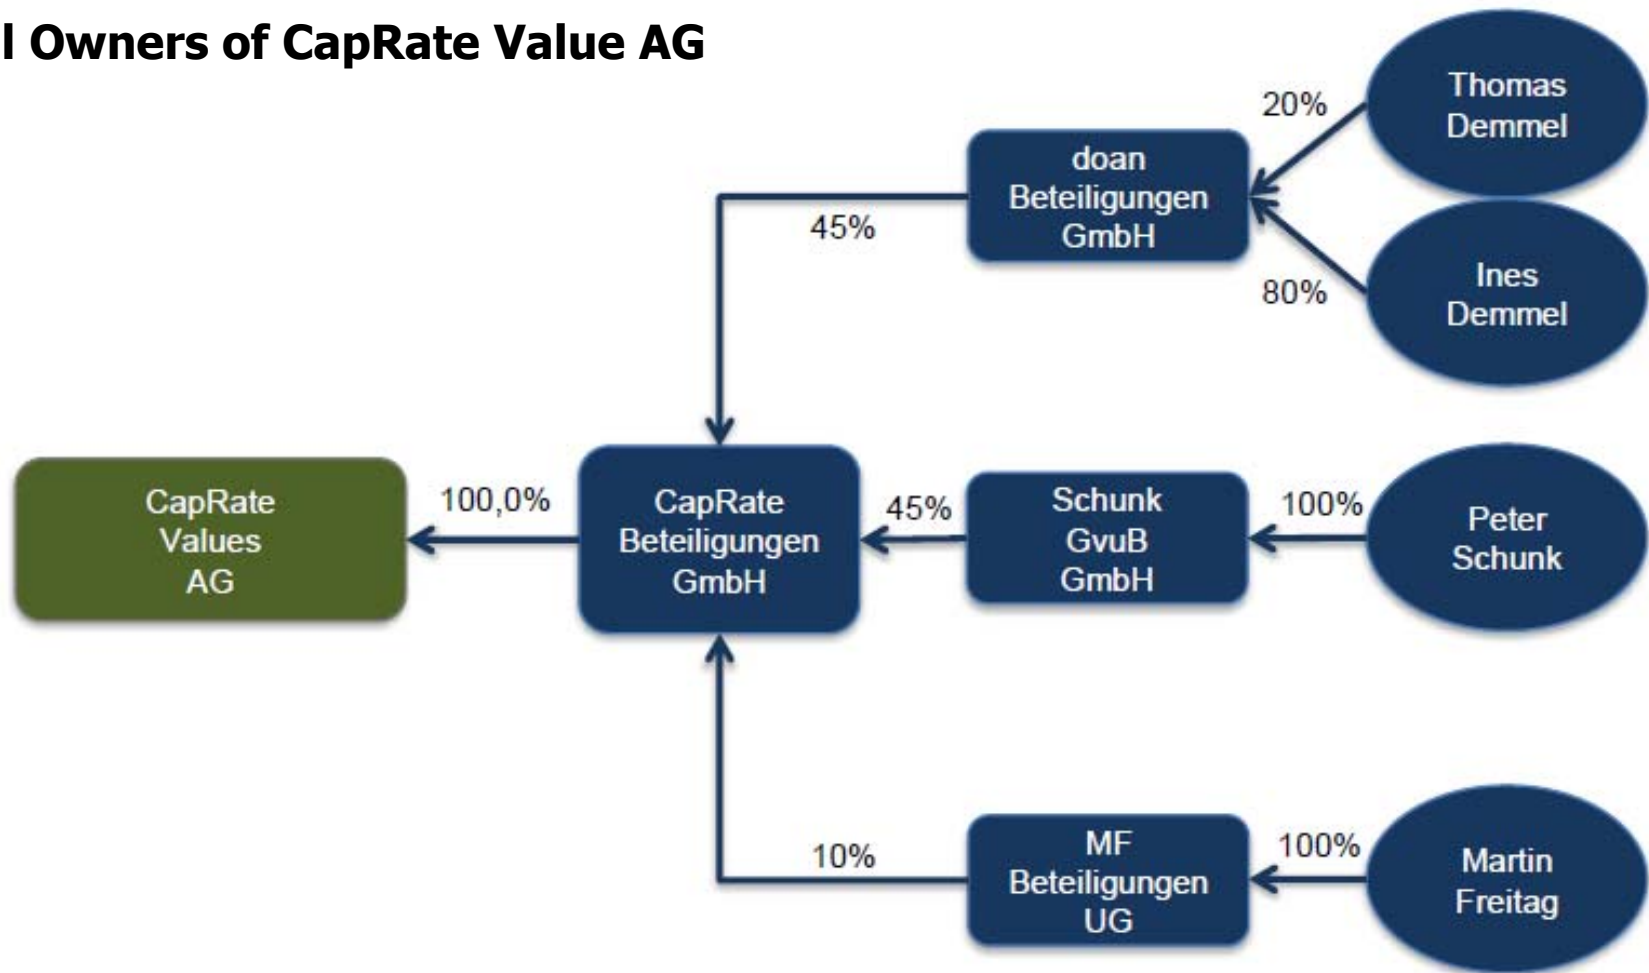 l Owners of CapRate Value AG
Thomas
Demmel
20%
doan
Beteiligungen
GmbH
45%
80%
Ines
Demmel
CapRate
Values
AG
100,0%
CapRate
Beteiligungen
GmbH
45%
Schunk
GvuB
GmbH
100%
Peter
Schunk
10%
MF
Beteiligungen
UG
100%
Martin
Freitag